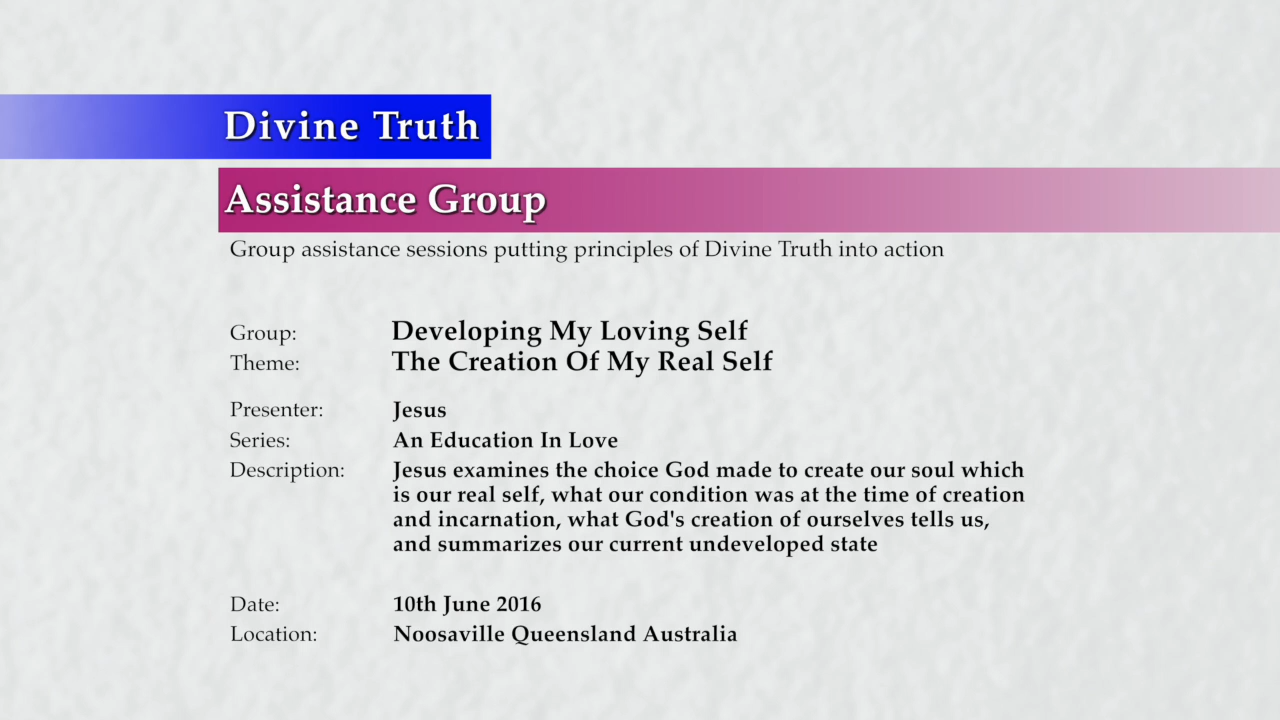 Divine Truth
Assistance Group
Group assistance sessions putting principles of Divine Truth into action
Group: Developing My Loving Self
Theme: The Creation Of My Real Self
Presenter: Jesus
Series: An Education In Love
Description: Jesus examines the choice God made to create our soul which
is our real self, what our condition was at the time of creation
and incarnation, what God's creation of ourselves tells us,
and summarizes our current undeveloped state
Date: 10th June 2016
Location: Noosaville Queensland Australia